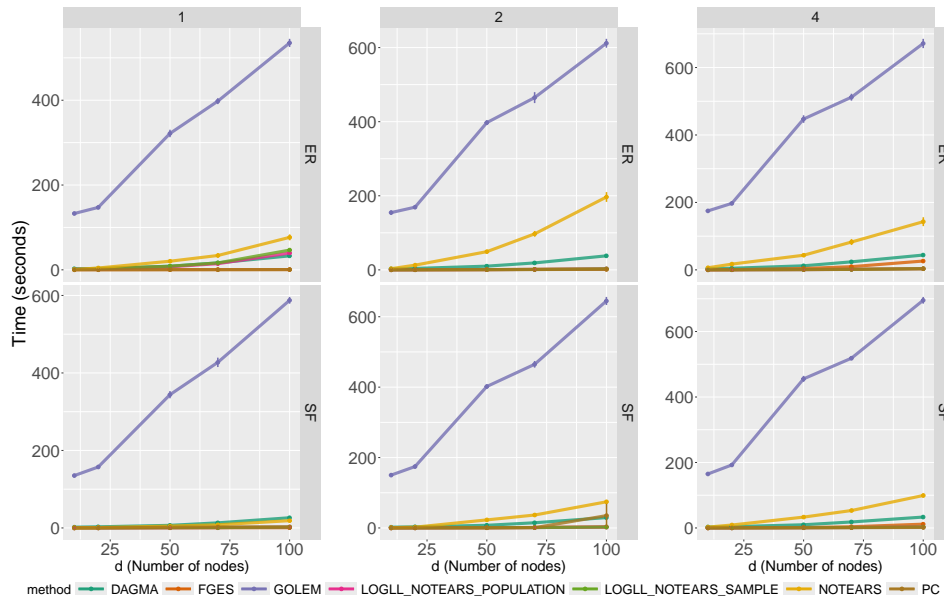 1
2
4
400
200
0
ER
600
400
200
0
ER
600
400
200
0
ER
600
400
200
0
SF
600
400
200
0
SF
600
400
200
0
SF
Time (seconds)
25 50 75 100
25 50 75 100
25 50 75 100
d (Number of nodes)
d (Number of nodes)
d (Number of nodes)
method DAGMA FGES GOLEM LOGLL_NOTEARS_POPULATION LOGLL_NOTEARS_SAMPLE NOTEARS PC